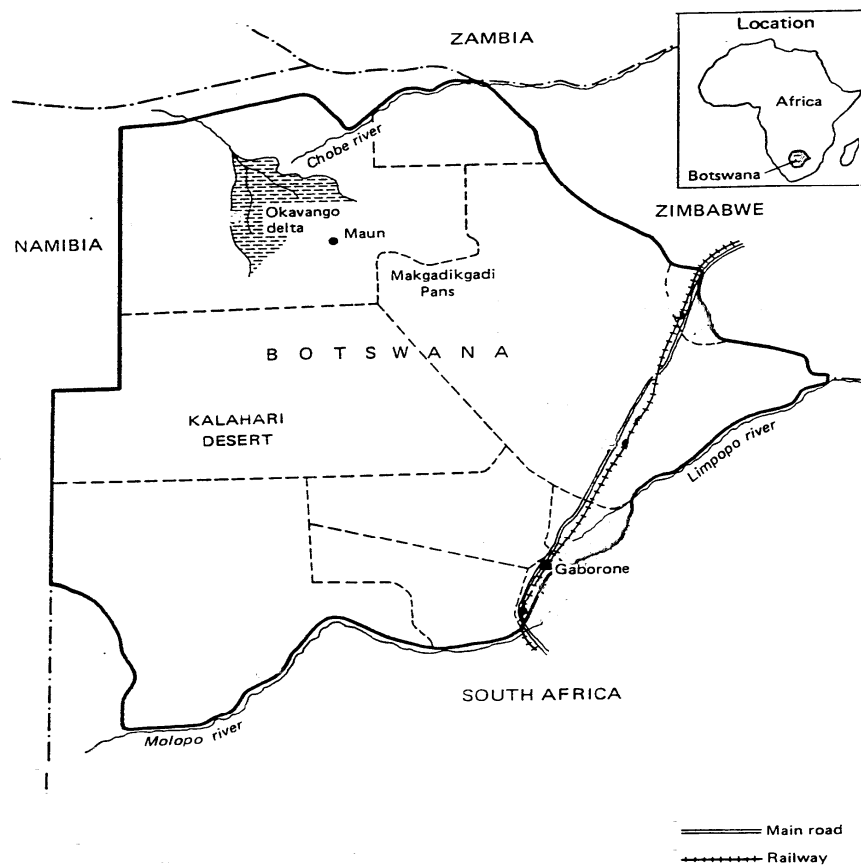 ZAMBIA
Location
Africa
Botswana
Chobe river
ZIMBABWE
NAMIBIA
Okavango
delta
Maun
Makgadikgadi
Pans
BOTSWANA
KALAHARI
DESERT
Limpopo river
Gaborone
SOUTH AFRICA
Molopo river
Main road
Railway